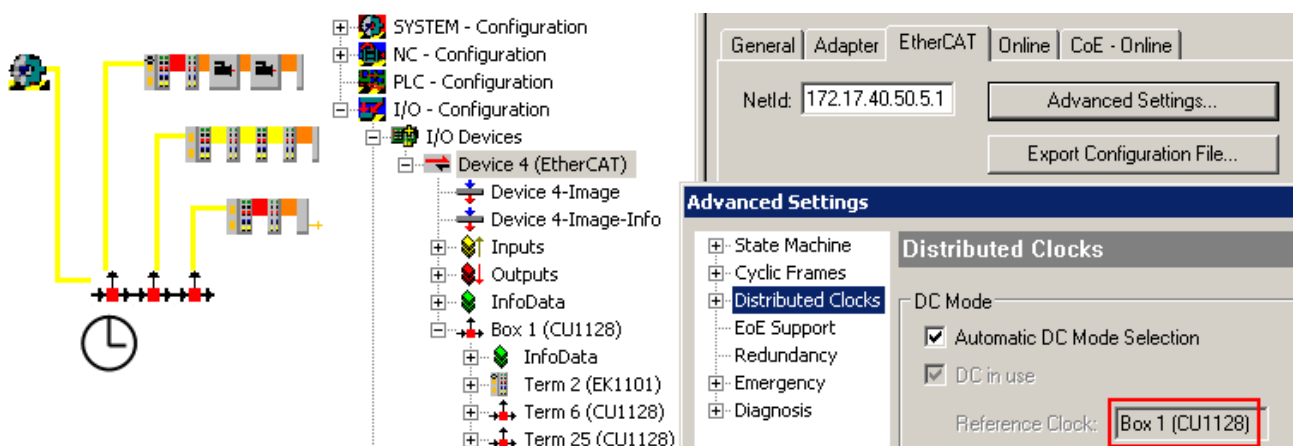 SYSTEM - Configuration
NC - Configuration
PLC - Configuration
I/O - Configuration
I/O Devices
Device 4 (EtherCAT)
Device 4-Image
Device 4-Image-Info
Inputs
Outputs
InfoData
Box 1 (CU1128)
InfoData
Term 2 (EK1101)
Term 6 (CU1128)
Term 25 (CU1128)
General Adapter EtherCAT Online CoE - Online
NetId: 172.17.40.50.5.1 Advanced Settings...
Export Configuration File...
Advanced Settings
State Machine
Cyclic Frames
Distributed Clocks
EoE Support
Redundancy
Emergency
Diagnosis
Distributed Clocks
DC Mode
Automatic DC Mode Selection
DC in use
Reference Clock: Box 1 (CU1128)